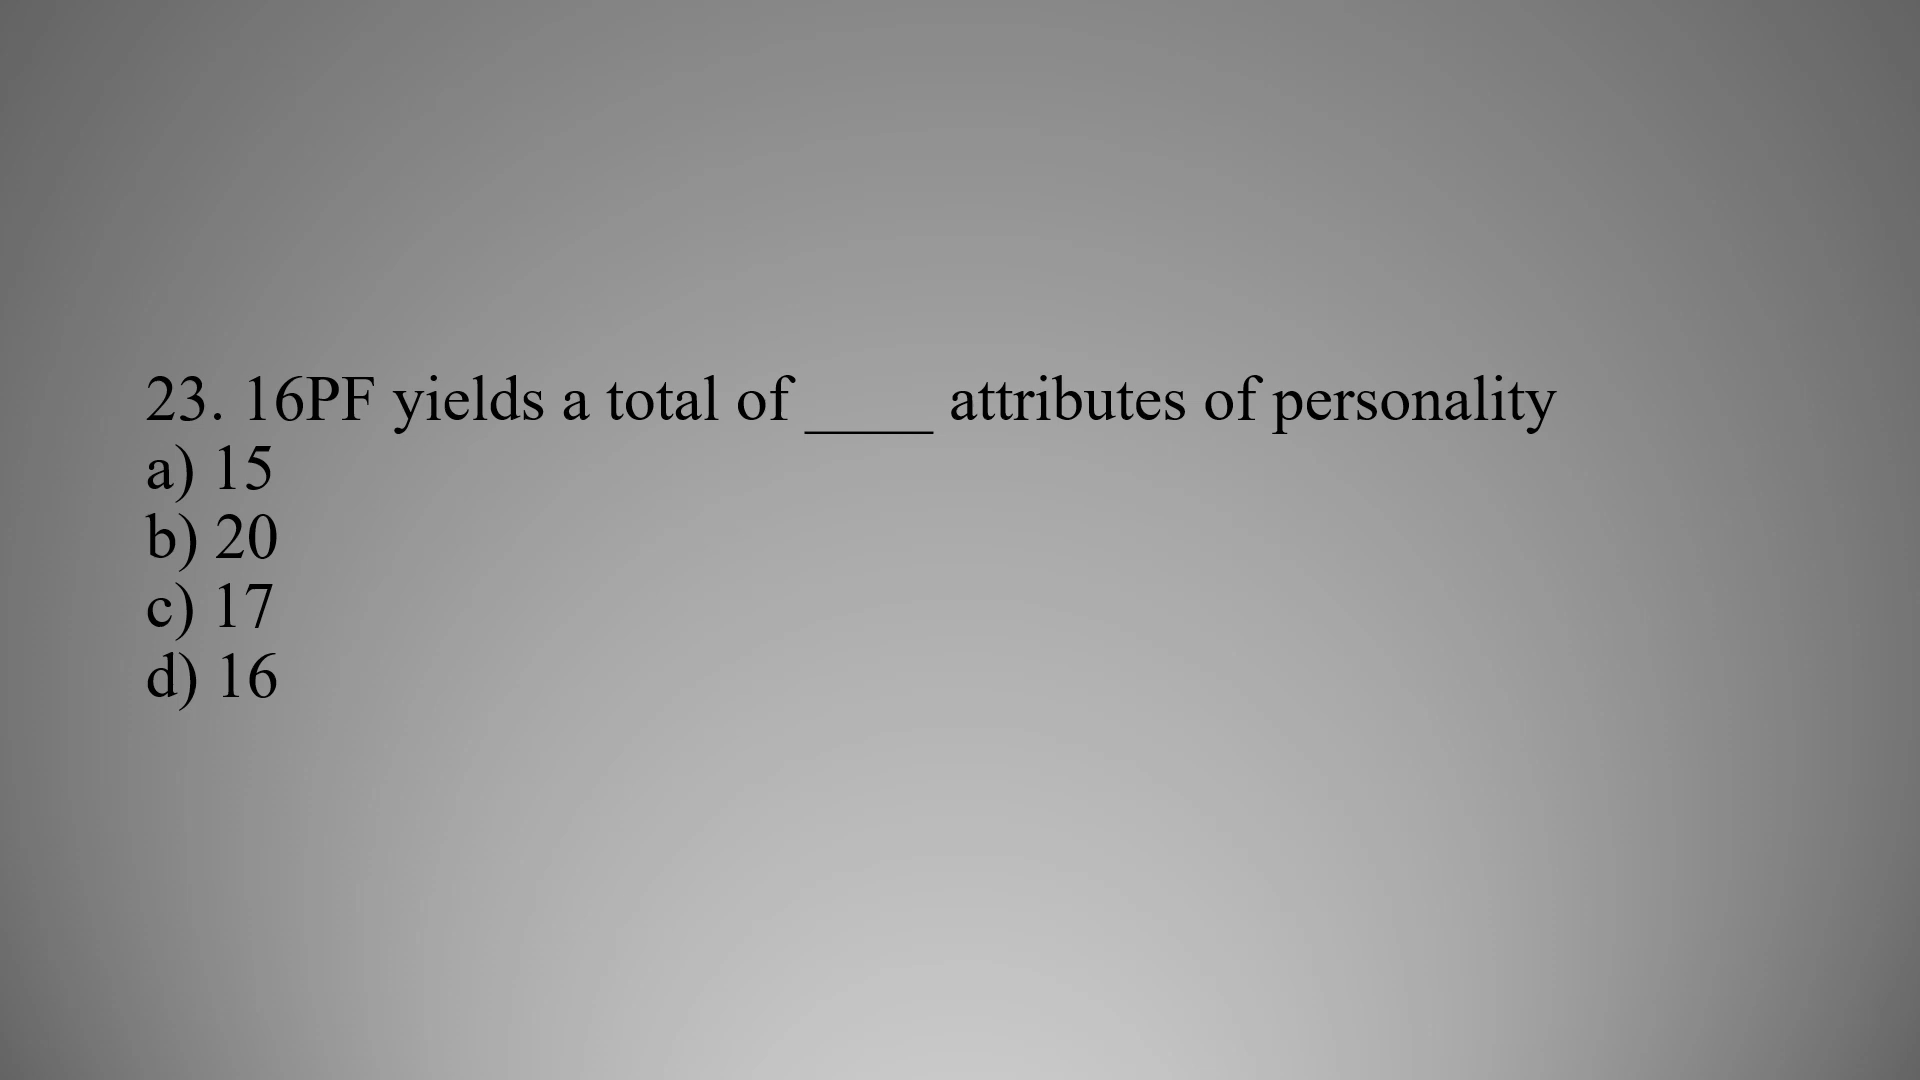 23. 16PF yields a total of ____ attributes of personality
a) 15
b) 20
c) 17
d) 16